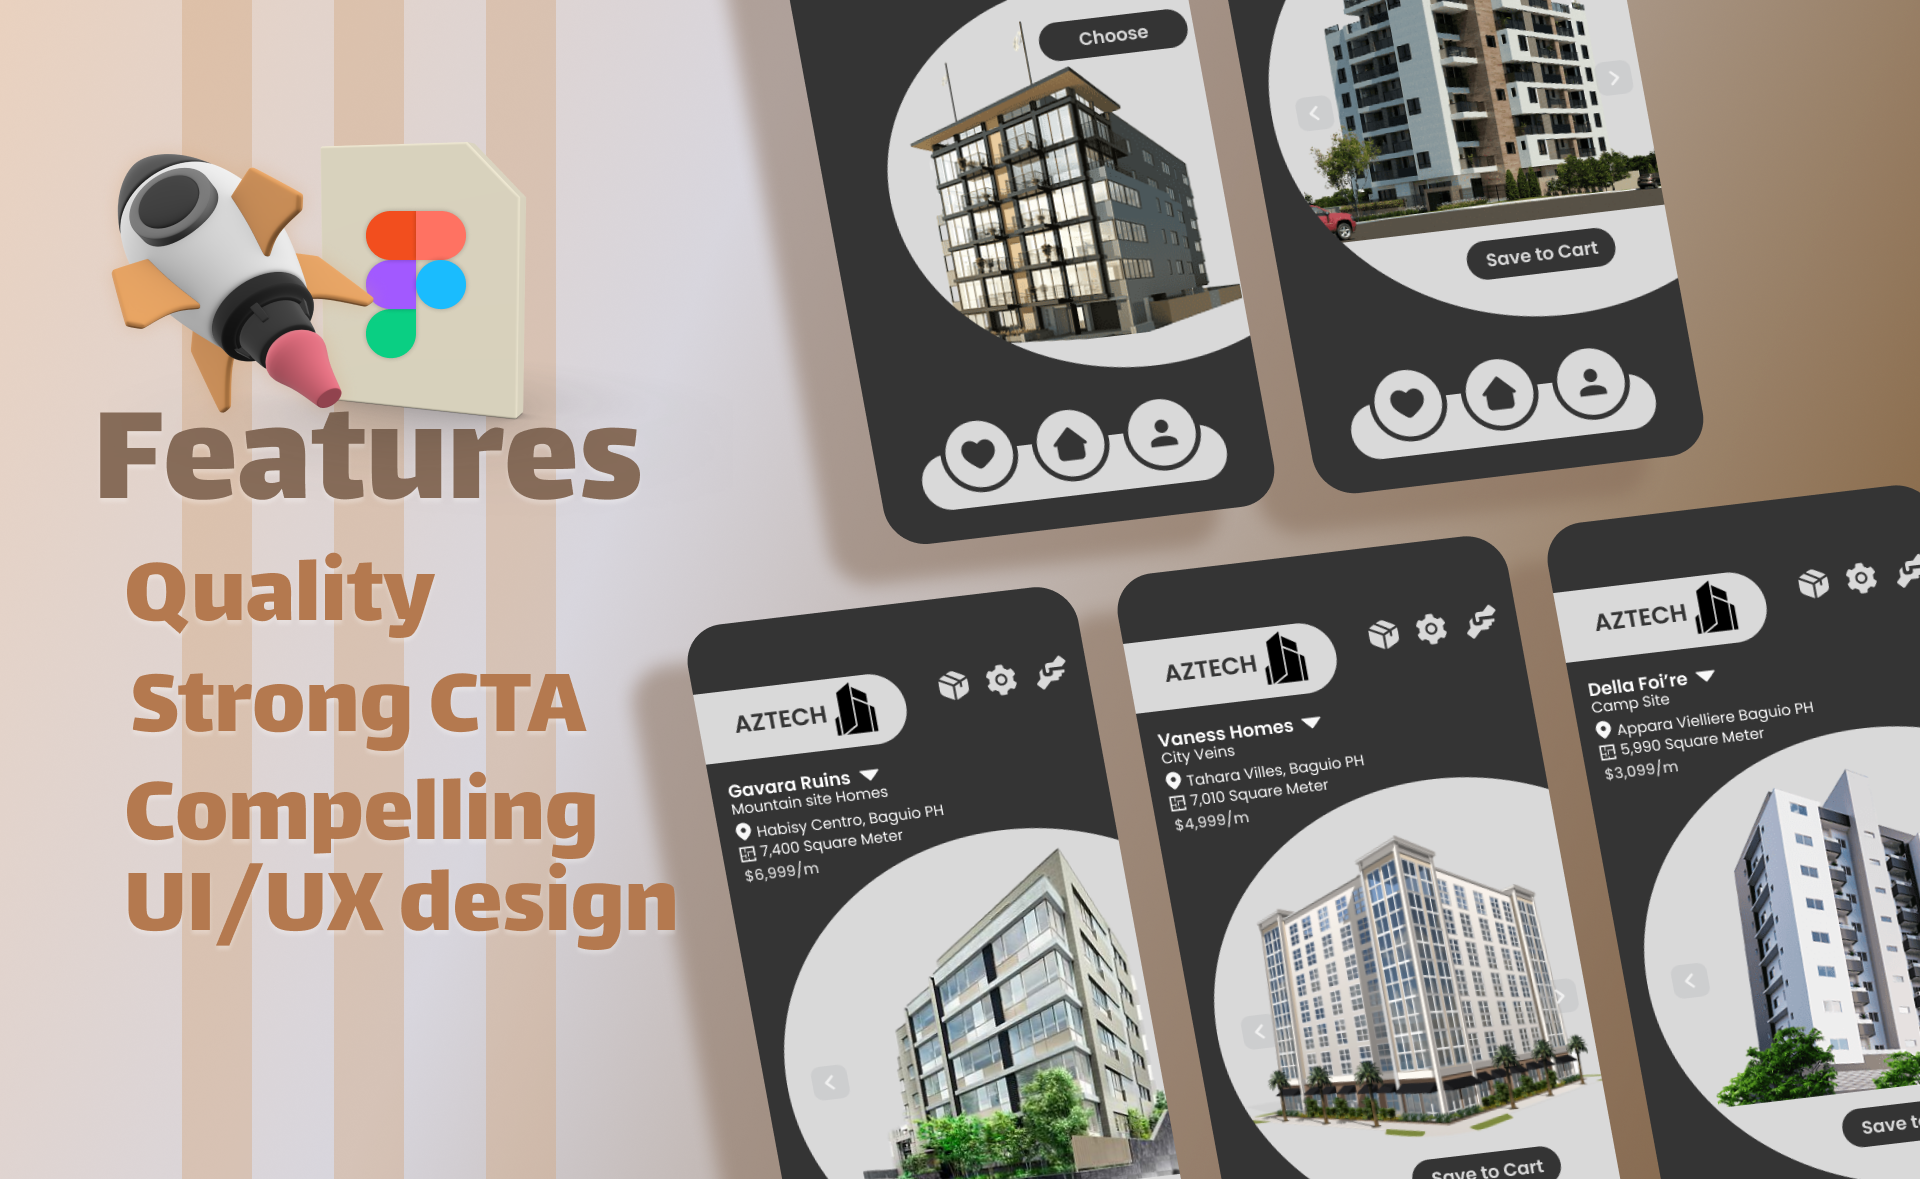 Features
Quality
Strong CTA
Compelling
UI/UX design
Choose
Save to Cart
AZTECH
Gavara Ruins
Mountain site Homes
Habisy Centro, Baguio PH
7,400 Square Meter
$6,999/m
AZTECH
Vaness Homes
City Veins
Tahara Villes, Baguio PH
7,010 Square Meter
$4,999/m
Save to Cart
AZTECH
Della Foi're
Camp Site
Appara Vielliere Baguio PH
5,990 Square Meter
$3,099/m
Save to